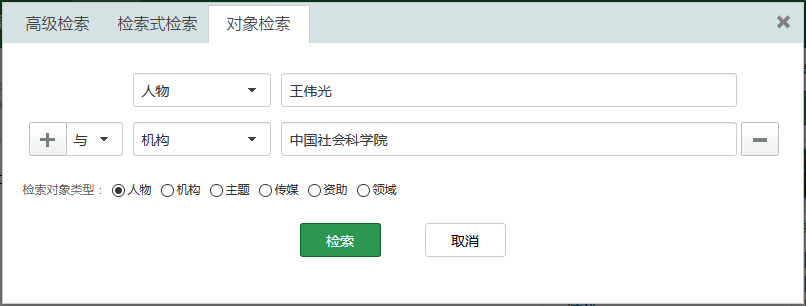 高级检索 检索式检索 对象检索
人物 王伟光
与 机构 中国社会科学院
检索对象类型： 人物 机构 主题 传媒 资助 领域
检索 取消